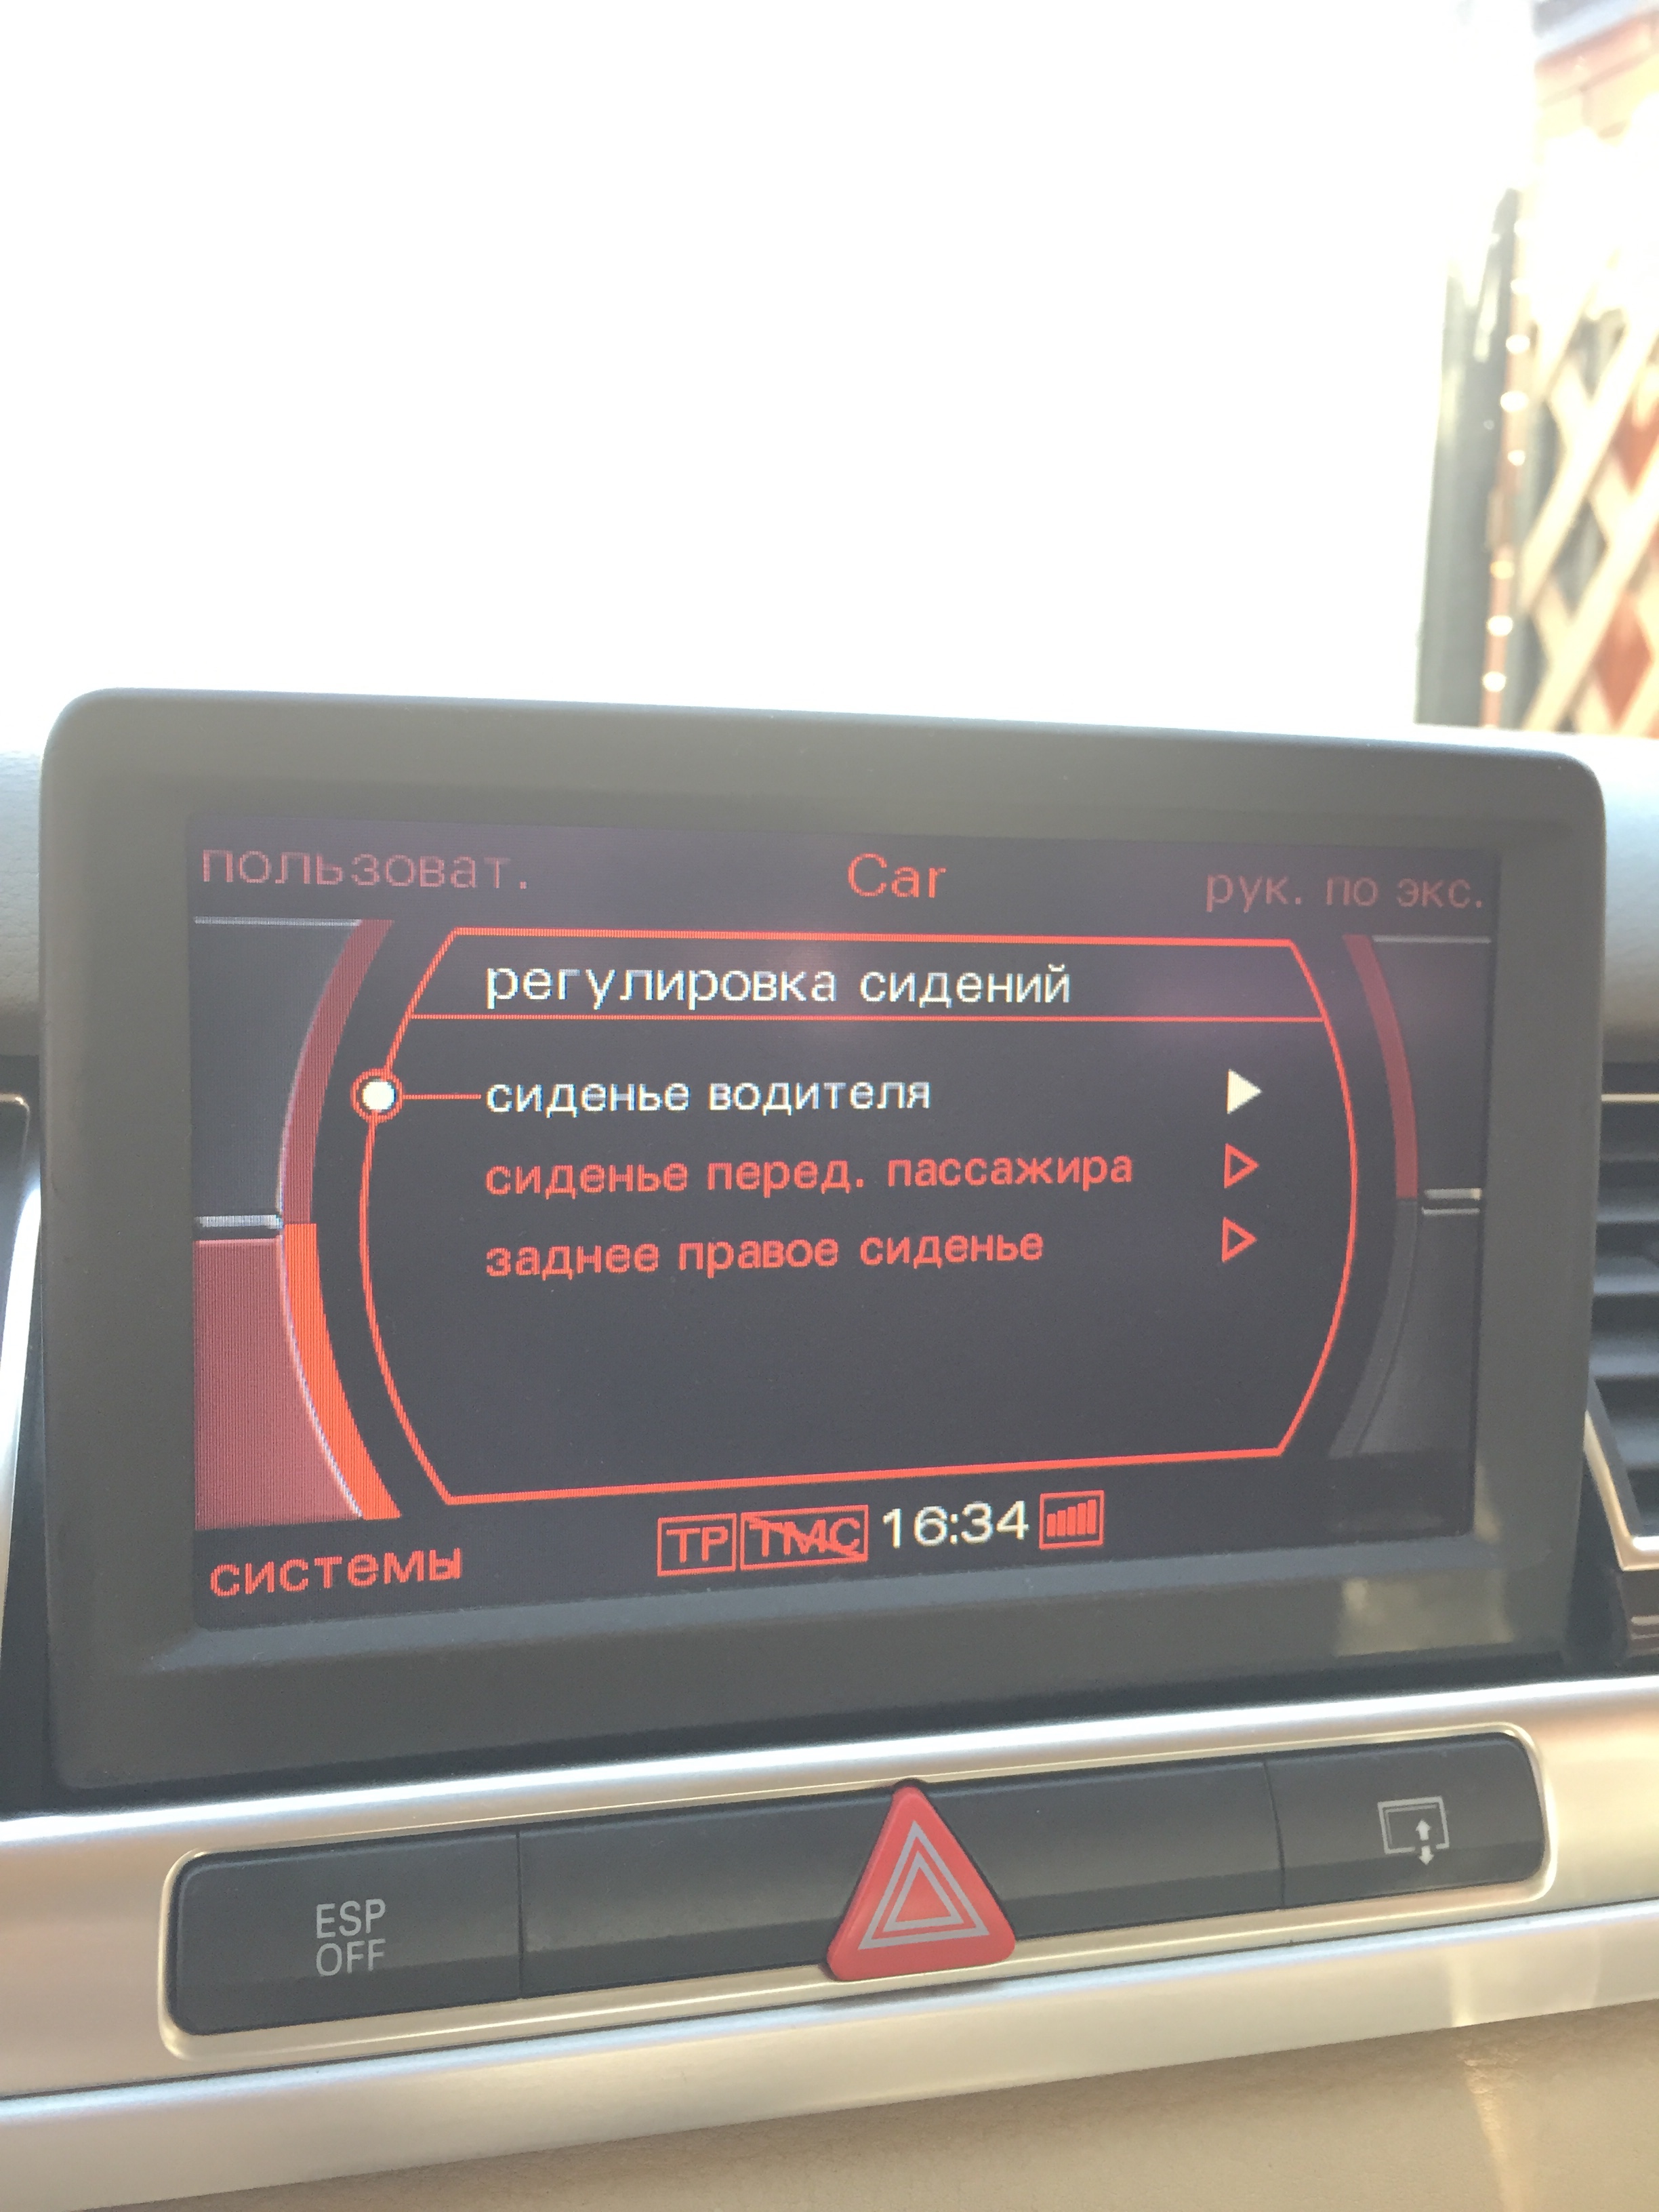 пользоват.
Car
рук. по экс.
регулировка сидений
сиденье водителя
сиденье перед. пассажира
заднее правое сиденье
системы
TP TMC 16:34
ESP
OFF